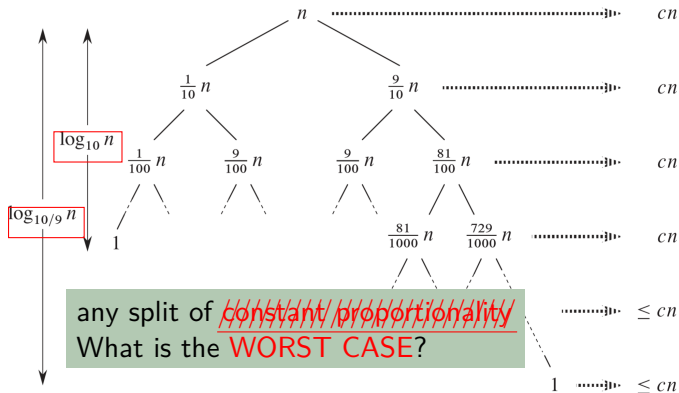 n cn
1/10 n 9/10 n cn
log₁₀ n
1/100 n 9/100 n 9/100 n 81/100 n cn
log₁₀/₉ n
1 81/1000 n 729/1000 n cn
any split of constant proportionality ≤ cn
What is the WORST CASE?
1 ≤ cn